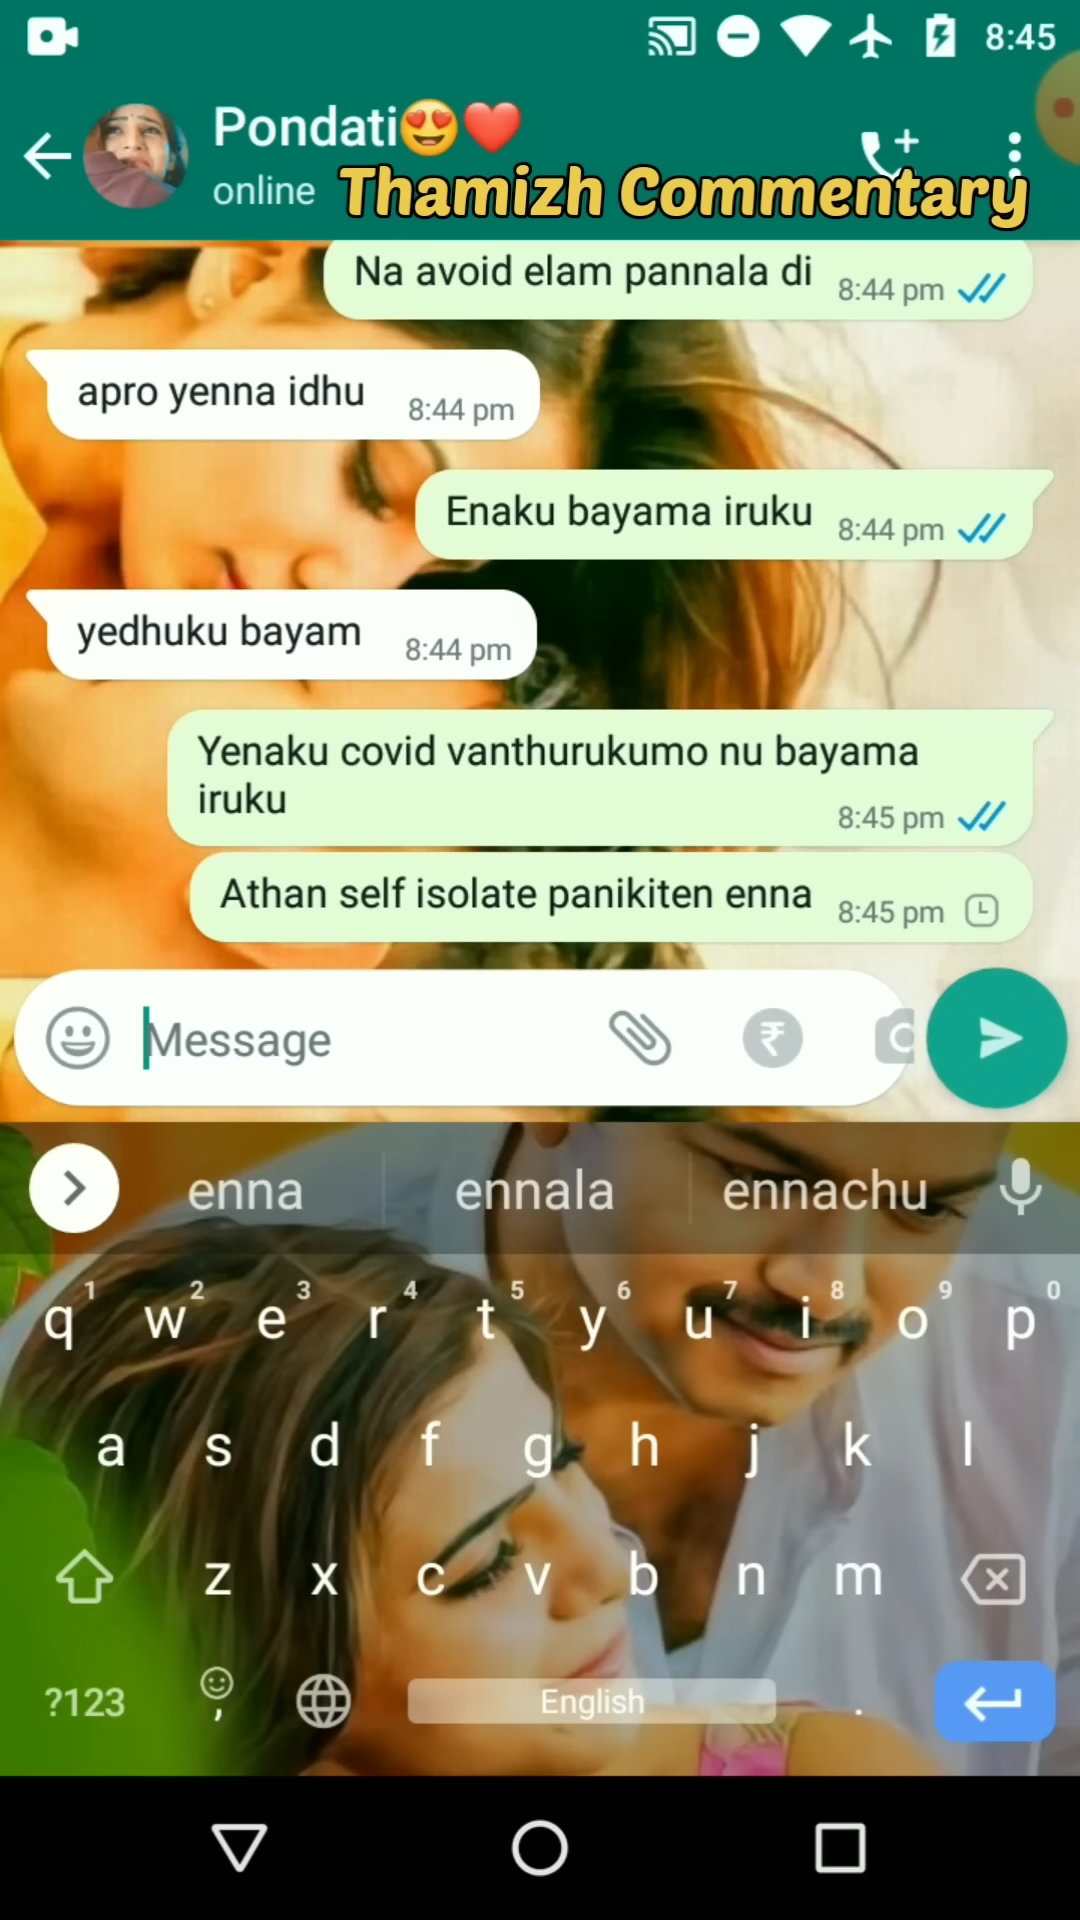 8:45
Pondati😍❤️
online
Thamizh Commentary
Na avoid elam pannala di 8:44 pm
apro yenna idhu 8:44 pm
Enaku bayama iruku 8:44 pm
yedhuku bayam 8:44 pm
Yenaku covid vanthurukumo nu bayama
iruku 8:45 pm
Athan self isolate panikiten enna 8:45 pm
Message
enna ennala ennachu
1 2 3 4 5 6 7 8 9 0
q w e r t y u i o p
a s d f g h j k l
z x c v b n m
?123 , English .